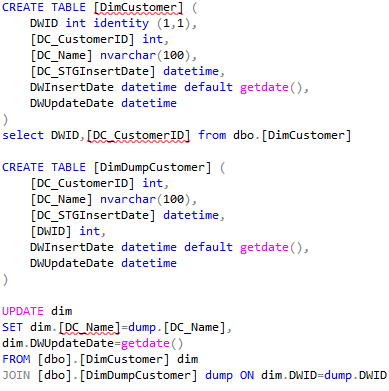 CREATE TABLE [DimCustomer] (
DWID int identity (1,1),
[DC_CustomerID] int,
[DC_Name] nvarchar(100),
[DC_STGInsertDate] datetime,
DWInsertDate datetime default getdate(),
DWUpdateDate datetime
)
select DWID,[DC_CustomerID] from dbo.[DimCustomer]
CREATE TABLE [DimDumpCustomer] (
[DC_CustomerID] int,
[DC_Name] nvarchar(100),
[DC_STGInsertDate] datetime,
[DWID] int,
DWInsertDate datetime default getdate(),
DWUpdateDate datetime
)
UPDATE dim
SET dim.[DC_Name]=dump.[DC_Name],
dim.DWUpdateDate=getdate()
FROM [dbo].[DimCustomer] dim
JOIN [dbo].[DimDumpCustomer] dump ON dim.DWID=dump.DWID